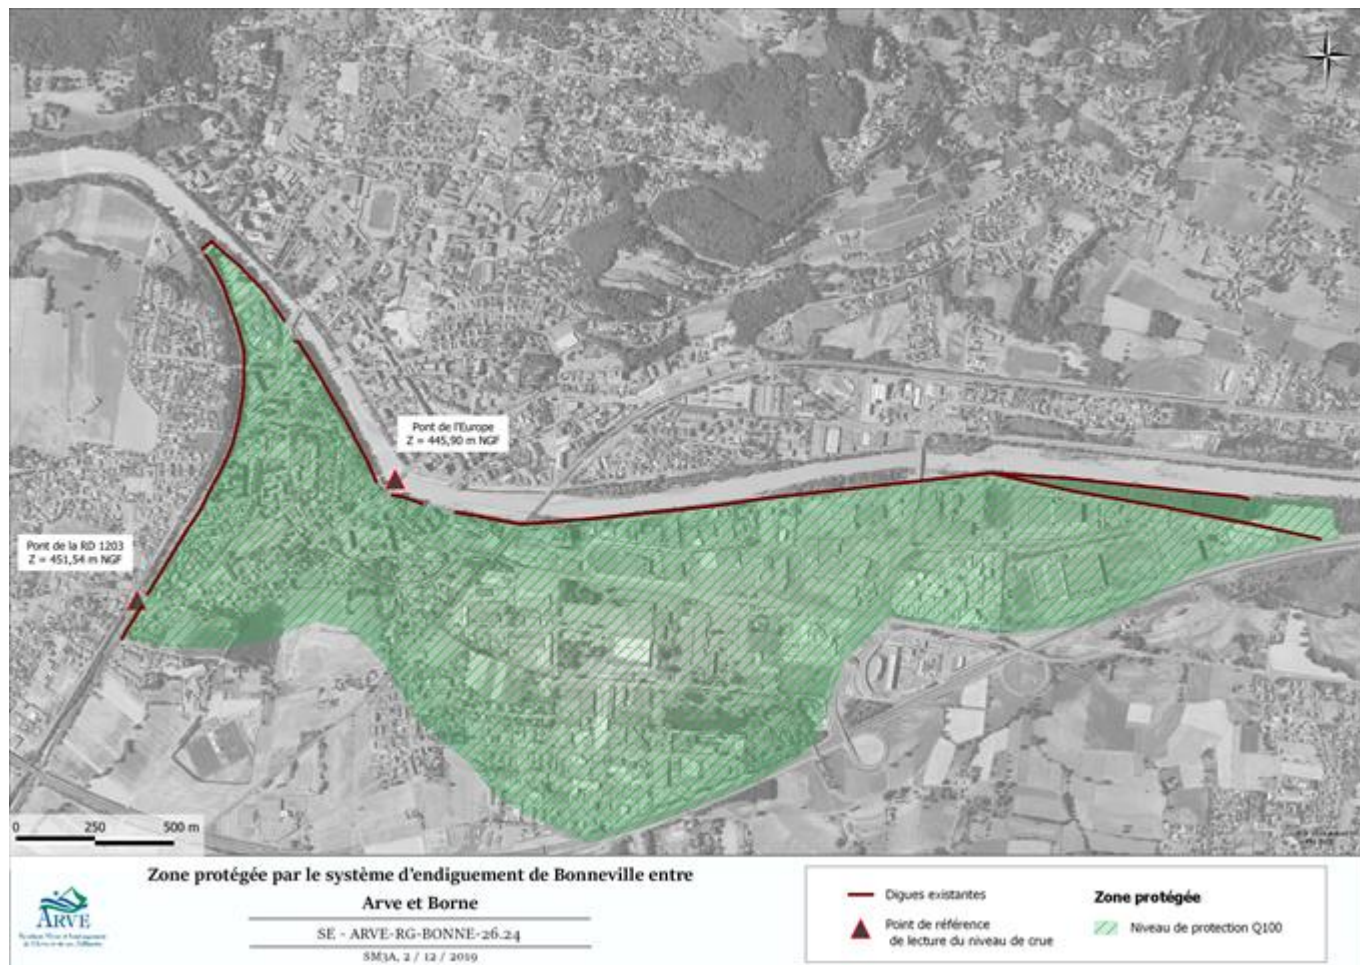 Pont de l'Europe
Z = 445,90 m NGF
Pont de la RD 1203
Z = 451,54 m NGF
0 250 500 m
Zone protégée par le système d'endiguement de Bonneville entre
Arve et Borne
SE - ARVE-RG-BONNE-26.24
SM3A, 2 / 12 / 2019
ARVE
Digues existantes
Point de référence
de lecture du niveau de crue
Zone protégée
Niveau de protection Q100